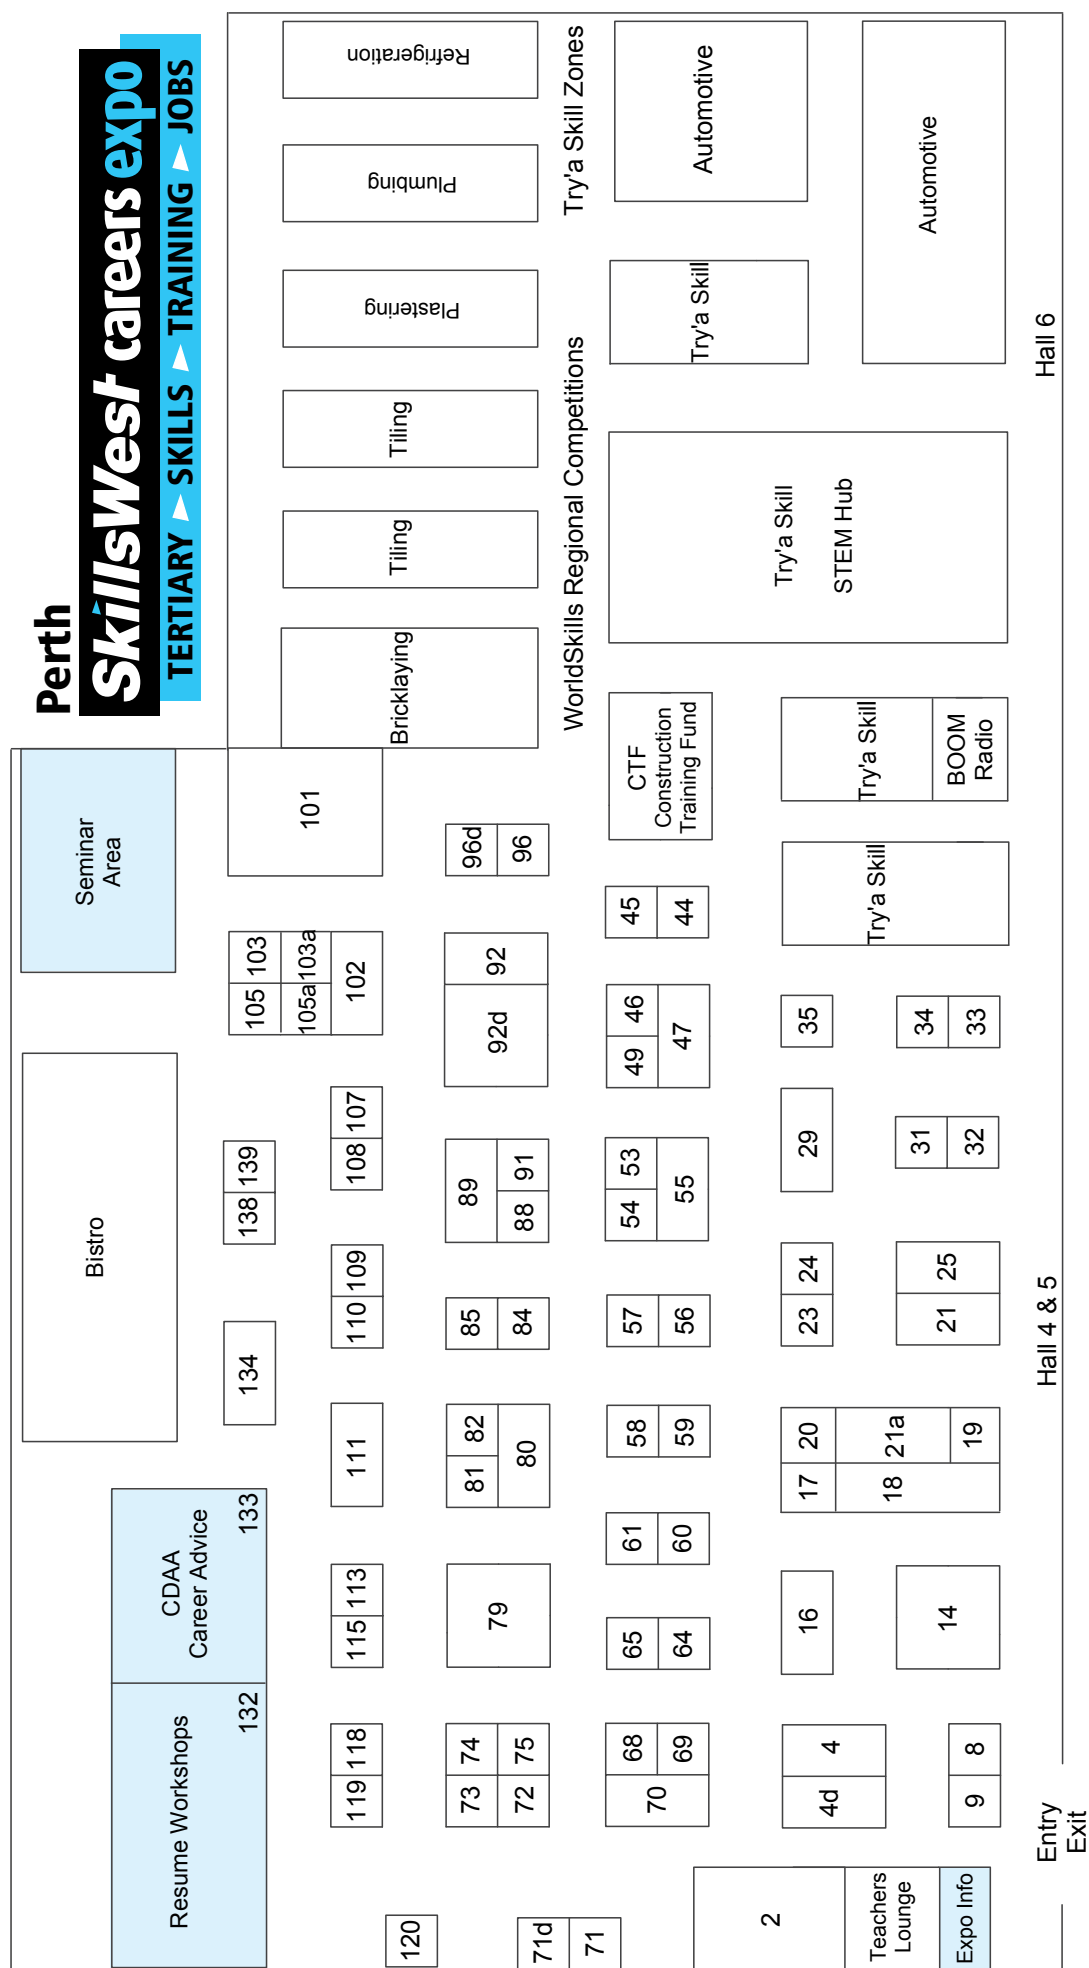 Perth
SkillsWest careers expo
TERTIARY ► SKILLS ► TRAINING ► JOBS
Resume Workshops
132
CDAA
Career Advice
133
Bistro
Seminar
Area
134
138
139
105
103
105a
103a
102
101
120
119
118
115
113
111
110
109
108
107
73
74
72
75
79
81
82
80
85
84
89
88
91
92d
92
96d
96
71d
71
70
68
69
65
64
61
60
58
59
57
56
54
53
55
49
46
47
45
44
CTF
Construction
Training Fund
2
Teachers
Lounge
Expo Info
4d
4
9
8
16
14
17
20
18
21a
19
23
24
21
25
29
31
32
35
34
33
Try'a Skill
Try'a Skill
BOOM
Radio
Try'a Skill
STEM Hub
Try'a Skill
Automotive
Automotive
Bricklaying
Tiling
Tiling
Plastering
Plumbing
Refrigeration
WorldSkills Regional Competitions
Try'a Skill Zones
Entry
Exit
Hall 4 & 5
Hall 6